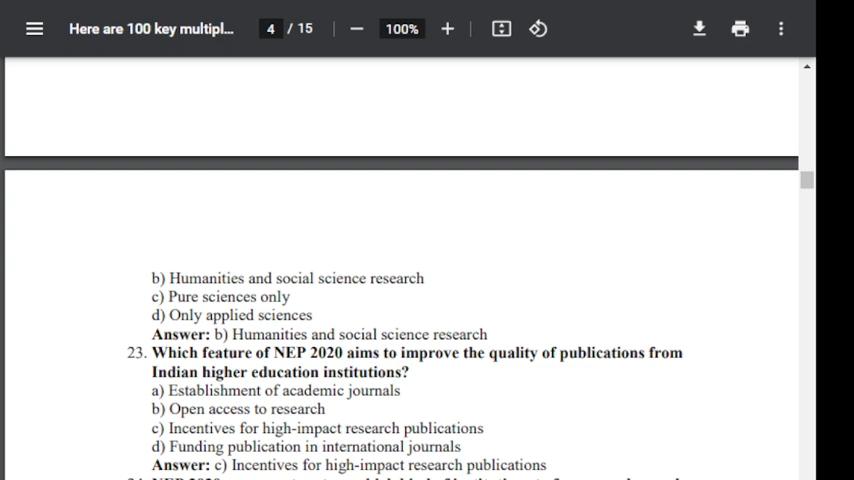 Here are 100 key multipl... 4 / 15 100%
b) Humanities and social science research
c) Pure sciences only
d) Only applied sciences
Answer: b) Humanities and social science research
23. Which feature of NEP 2020 aims to improve the quality of publications from
Indian higher education institutions?
a) Establishment of academic journals
b) Open access to research
c) Incentives for high-impact research publications
d) Funding publication in international journals
Answer: c) Incentives for high-impact research publications